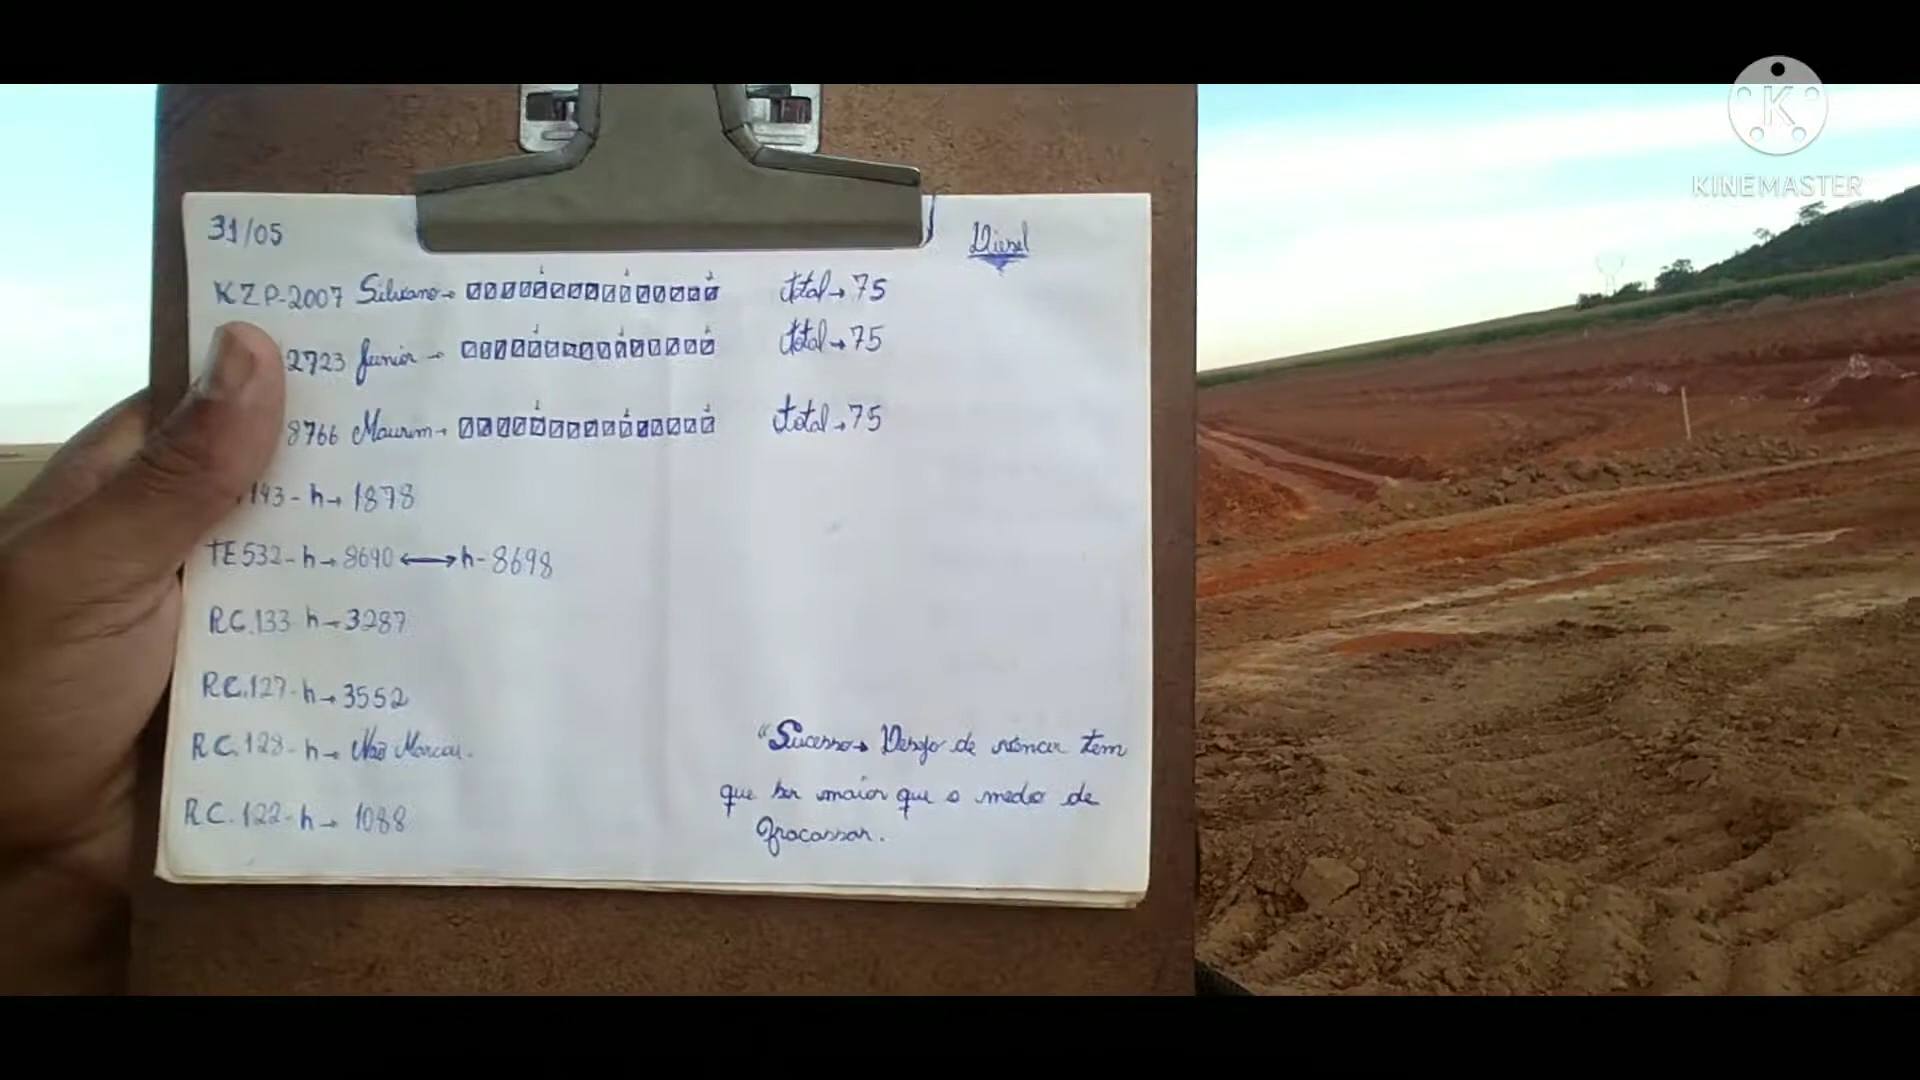 31/05
Diesel
KZP-2007 Silvano→ total→75
2723 Junior → total→75
8766 Maurim→ total→75
143-h→1878
TE532-h→8690⟷h-8698
RC.133 h→3287
RC.127-h→3552
RC.128-h→ Não Marcou.
RC.122-h→ 1088
"Sucesso→ Desejo de vencer tem
que ser maior que o medo de
fracassar.
K
KINEMASTER